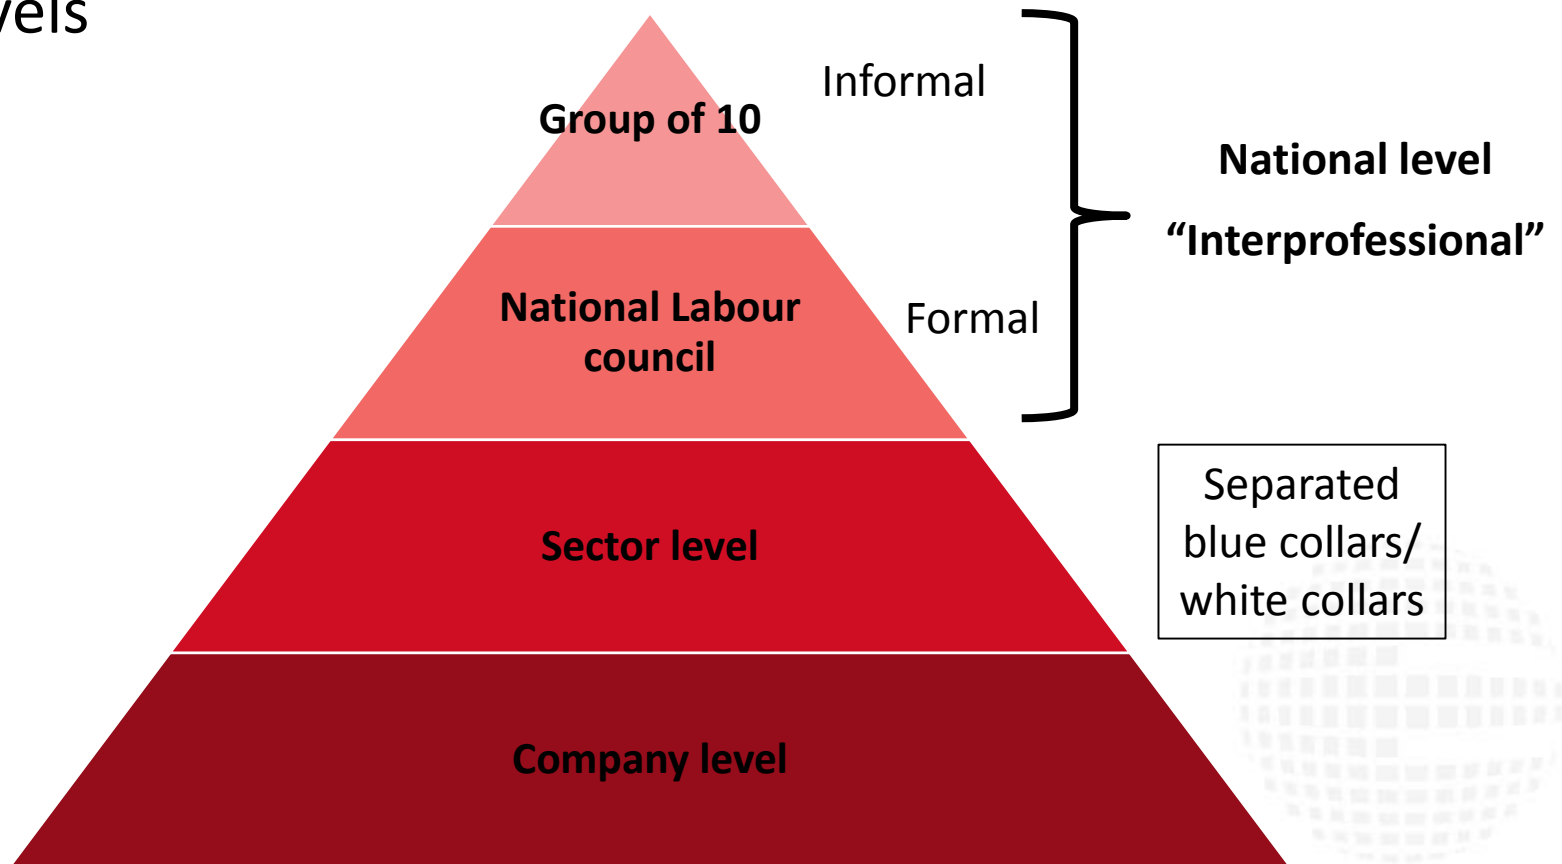 Group of 10
Informal
National level
“Interprofessional”
National Labour
council
Formal
Sector level
Separated
blue collars/
white collars
Company level